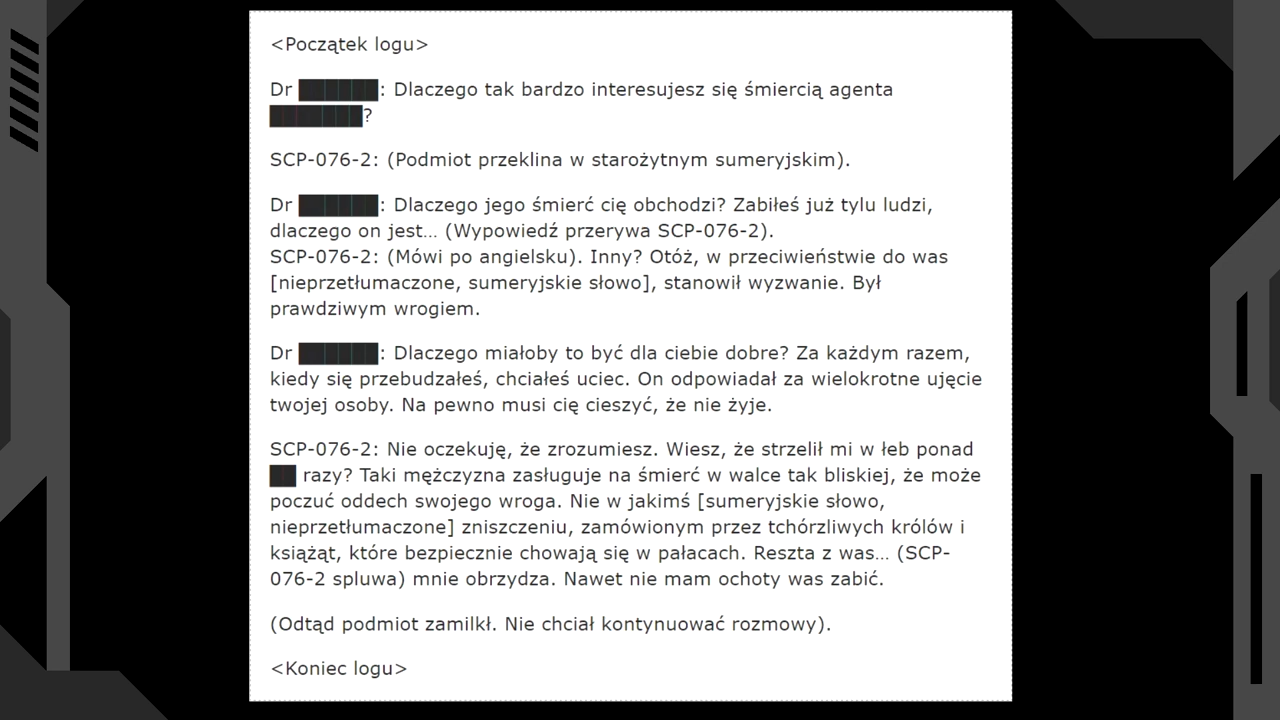 <Początek logu>
Dr ██████: Dlaczego tak bardzo interesujesz się śmiercią agenta
███████?
SCP-076-2: (Podmiot przeklina w starożytnym sumeryjskim).
Dr ██████: Dlaczego jego śmierć cię obchodzi? Zabiłeś już tylu ludzi,
dlaczego on jest… (Wypowiedź przerywa SCP-076-2).
SCP-076-2: (Mówi po angielsku). Inny? Otóż, w przeciwieństwie do was
[nieprzetłumaczone, sumeryjskie słowo], stanowił wyzwanie. Był
prawdziwym wrogiem.
Dr ██████: Dlaczego miałoby to być dla ciebie dobre? Za każdym razem,
kiedy się przebudzałeś, chciałeś uciec. On odpowiadał za wielokrotne ujęcie
twojej osoby. Na pewno musi cię cieszyć, że nie żyje.
SCP-076-2: Nie oczekuję, że zrozumiesz. Wiesz, że strzelił mi w łeb ponad
██ razy? Taki mężczyzna zasługuje na śmierć w walce tak bliskiej, że może
poczuć oddech swojego wroga. Nie w jakimś [sumeryjskie słowo,
nieprzetłumaczone] zniszczeniu, zamówionym przez tchórzliwych królów i
książąt, które bezpiecznie chowają się w pałacach. Reszta z was… (SCP-
076-2 spluwa) mnie obrzydza. Nawet nie mam ochoty was zabić.
(Odtąd podmiot zamilkł. Nie chciał kontynuować rozmowy).
<Koniec logu>